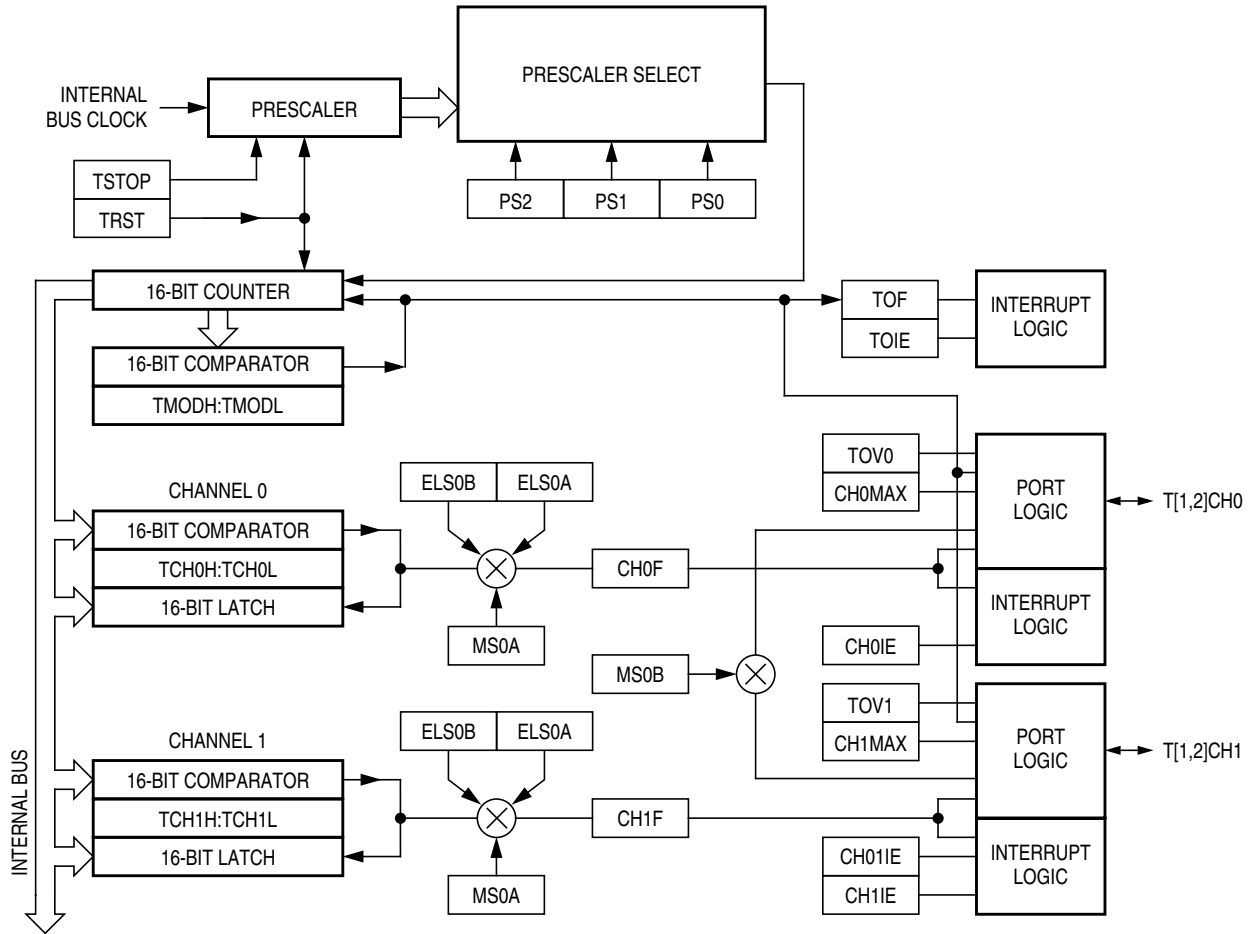 PRESCALER SELECT
INTERNAL
BUS CLOCK
PRESCALER
TSTOP
TRST
PS2
PS1
PS0
16-BIT COUNTER
TOF
TOIE
INTERRUPT
LOGIC
16-BIT COMPARATOR
TMODH:TMODL
CHANNEL 0
ELS0B
ELS0A
TOV0
CH0MAX
PORT
LOGIC
T[1,2]CH0
16-BIT COMPARATOR
TCH0H:TCH0L
16-BIT LATCH
CH0F
MS0A
INTERRUPT
LOGIC
CH0IE
MS0B
CHANNEL 1
ELS0B
ELS0A
TOV1
CH1MAX
PORT
LOGIC
T[1,2]CH1
16-BIT COMPARATOR
TCH1H:TCH1L
16-BIT LATCH
CH1F
MS0A
CH01IE
CH1IE
INTERRUPT
LOGIC
INTERNAL BUS